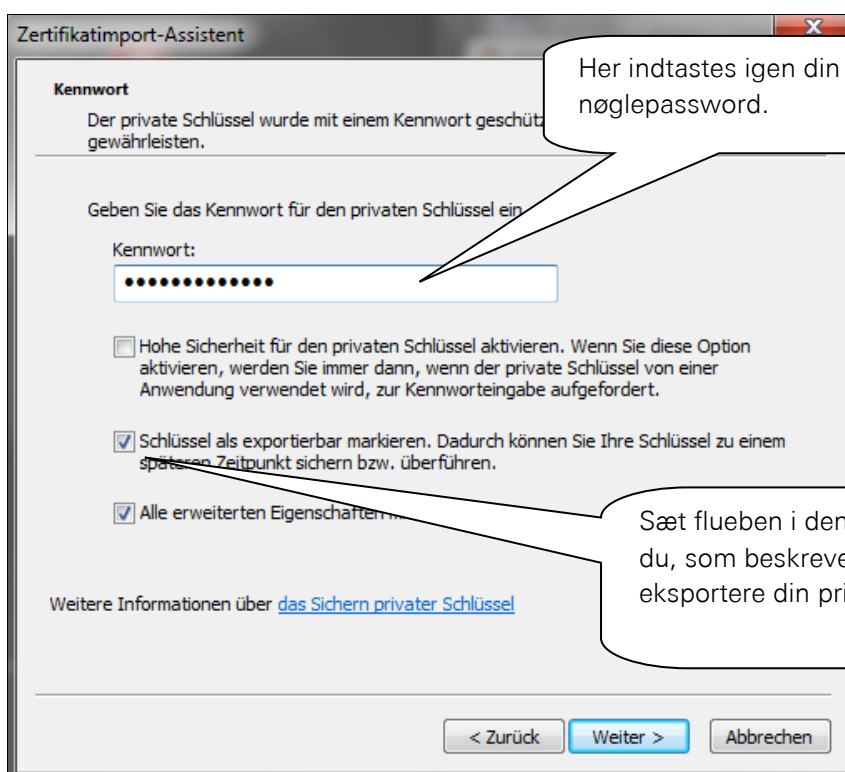 Zertifikatimport-Assistent
Her indtastes igen din
nøglepassword.
Kennwort
Der private Schlüssel wurde mit einem Kennwort
gewährleisten.
Geben Sie das Kennwort für den privaten Schlüssel ein
Kennwort:
Hohe Sicherheit für den privaten Schlüssel aktivieren. Wenn Sie diese Option
aktivieren, werden Sie immer dann, wenn der private Schlüssel von einer
Anwendung verwendet wird, zur Kennworteingabe aufgefordert.
Schlüssel als exportierbar markieren. Dadurch können Sie Ihre Schlüssel zu einem
späteren Zeitpunkt sichern bzw. überführen.
Alle erweiterten Eigenschaften
Sæt flueben i
du, som
eksportere din
Weitere Informationen über das Sichern privater Schlüssel
< Zurück
Weiter >
Abbrechen